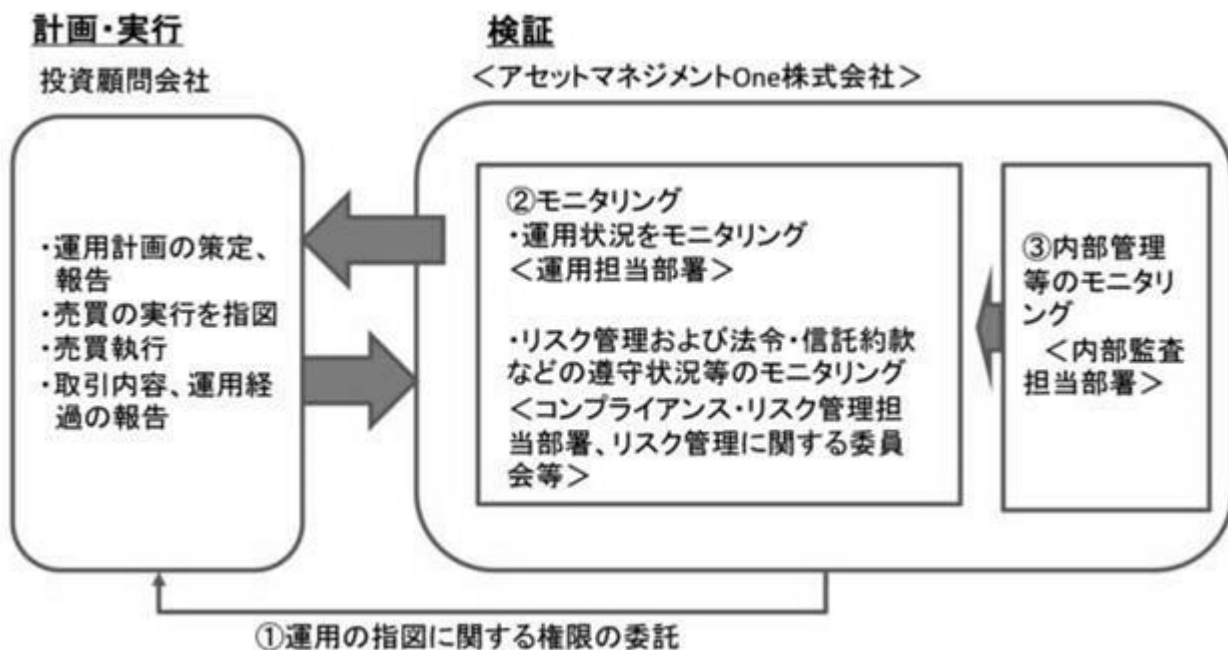 計画・実行
投資顧問会社
・運用計画の策定、
報告
・売買の実行を指図
・売買執行
・取引内容、運用経
過の報告
検証
＜アセットマネジメントOne株式会社＞
②モニタリング
・運用状況をモニタリング
＜運用担当部署＞
・リスク管理および法令・信託約款
などの遵守状況等のモニタリング
＜コンプライアンス・リスク管理担
当部署、リスク管理に関する委員
会等＞
③内部管理
等のモニタリ
ング
＜内部監査
担当部署＞
①運用の指図に関する権限の委託